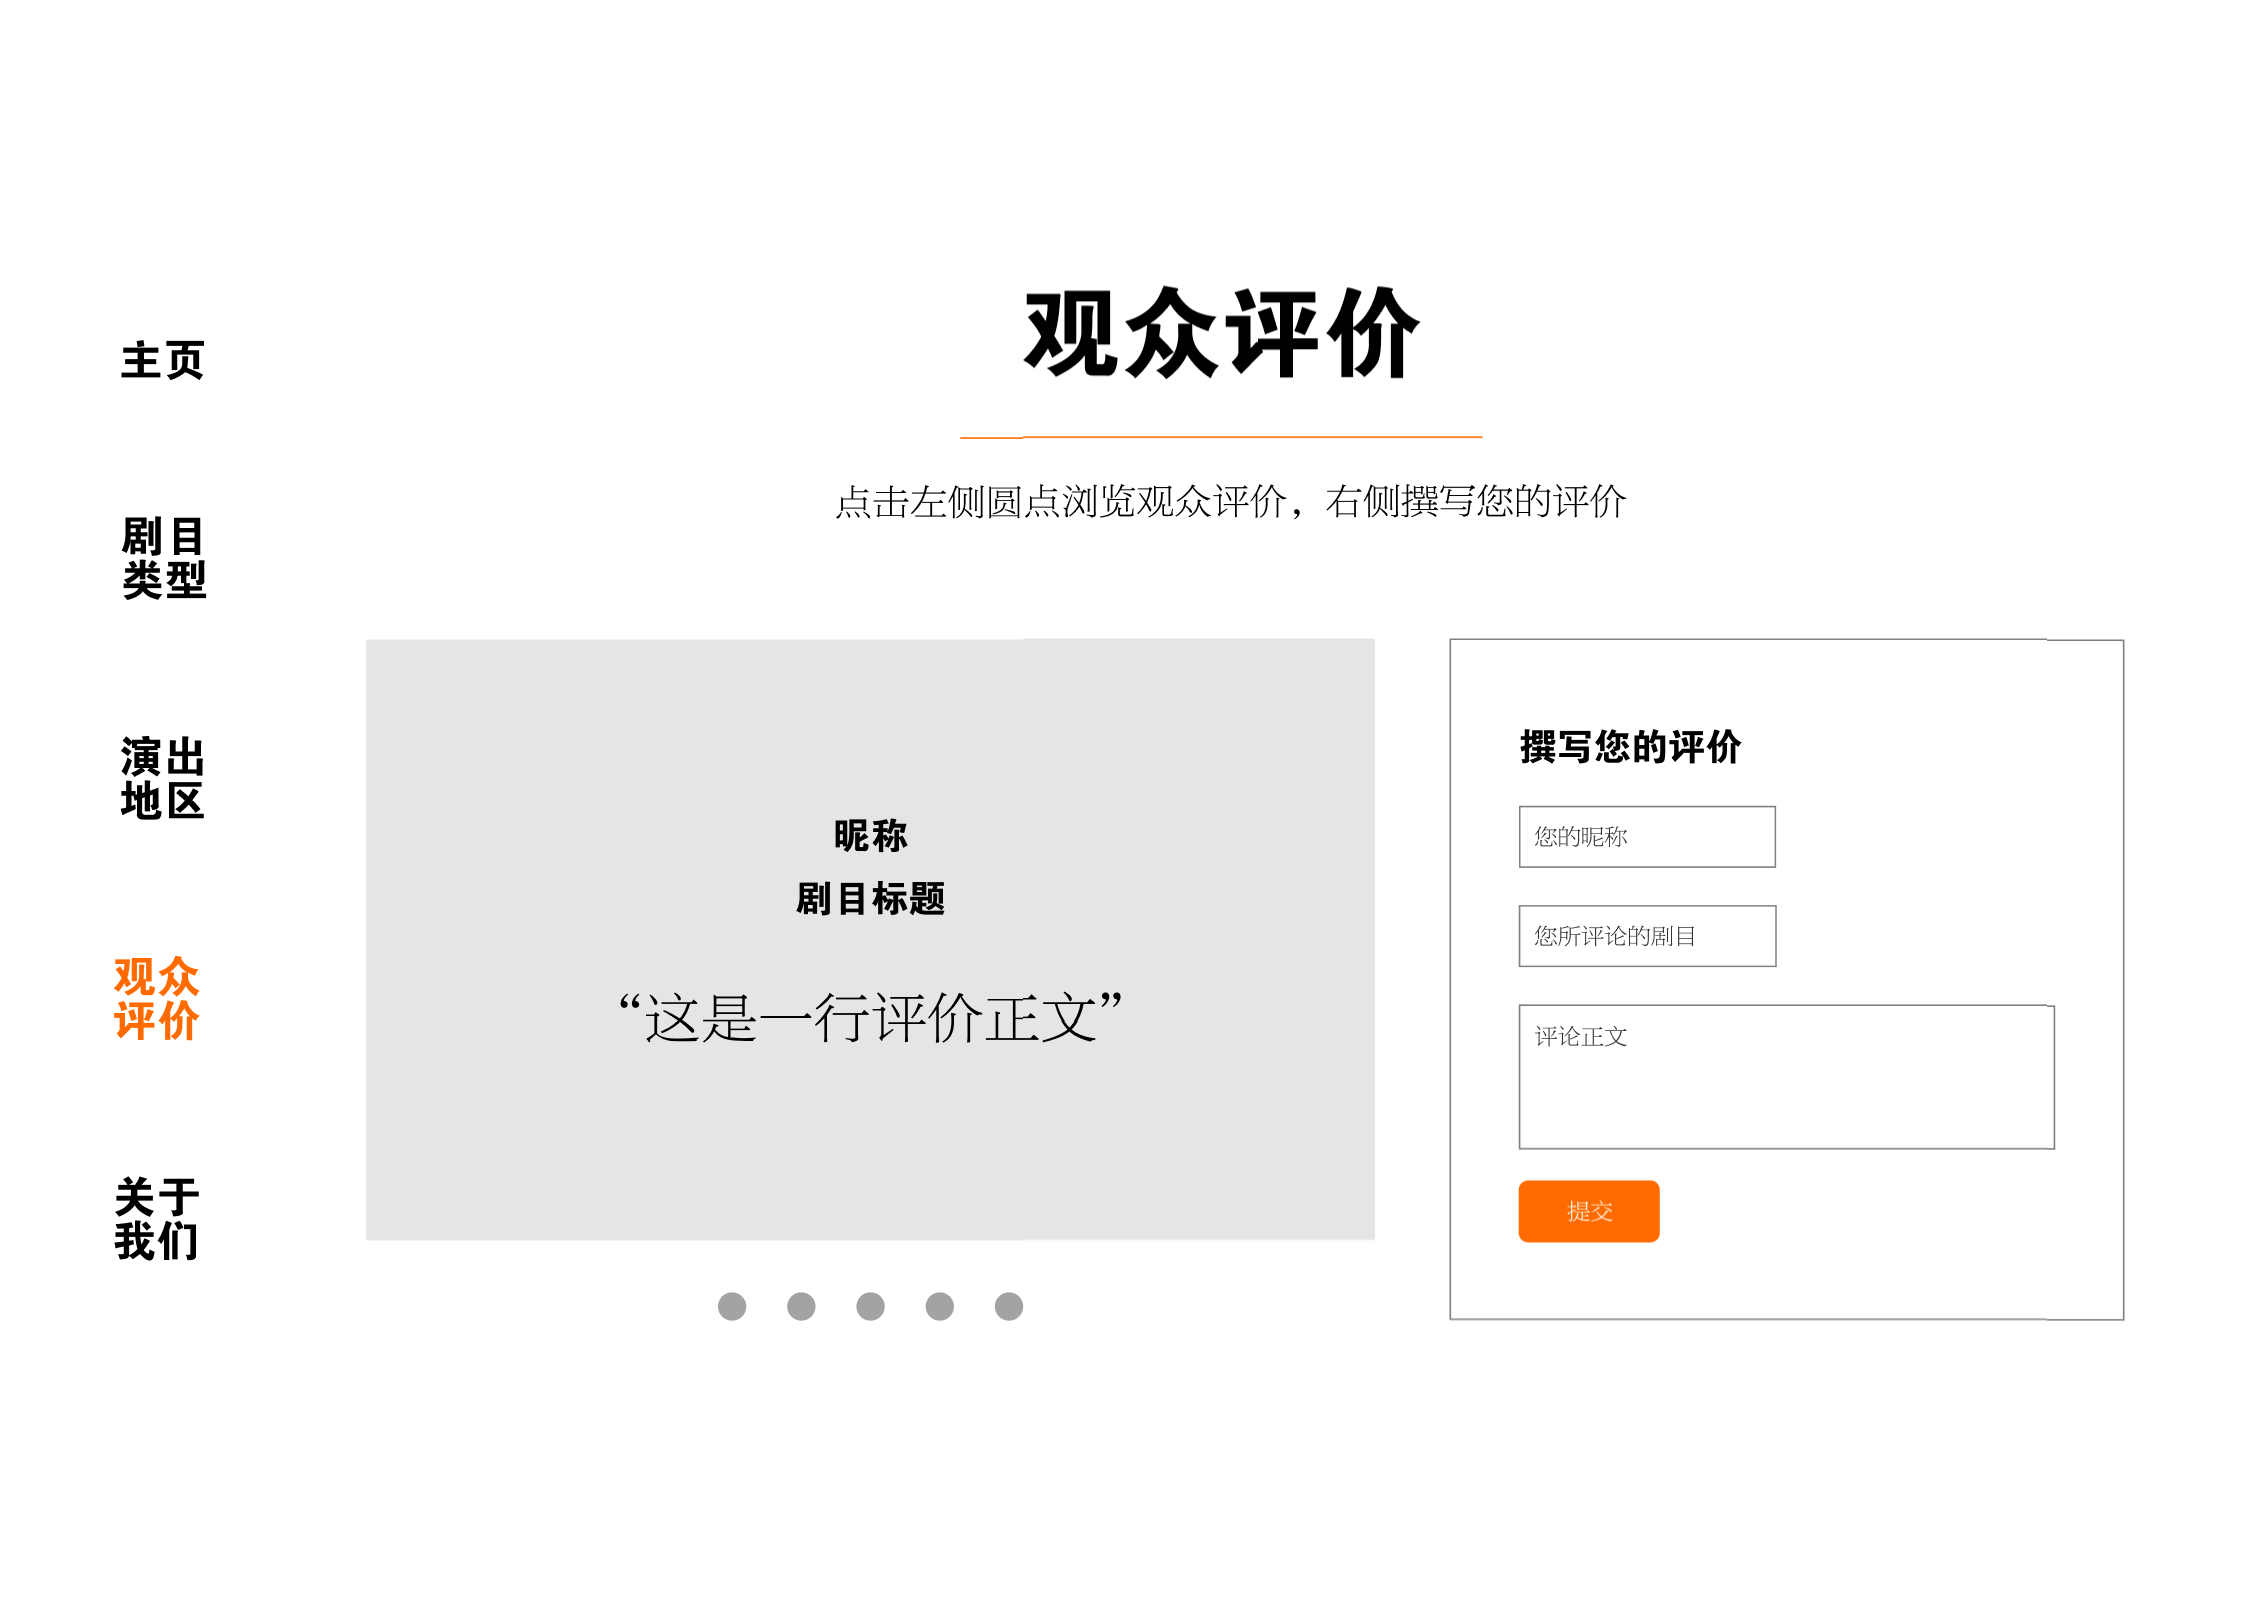 主页
剧目
类型
演出
地区
观众
评价
关于
我们
观众评价
点击左侧圆点浏览观众评价，右侧撰写您的评价
昵称
剧目标题
“这是一行评价正文”
撰写您的评价
您的昵称
您所评论的剧目
评论正文
提交